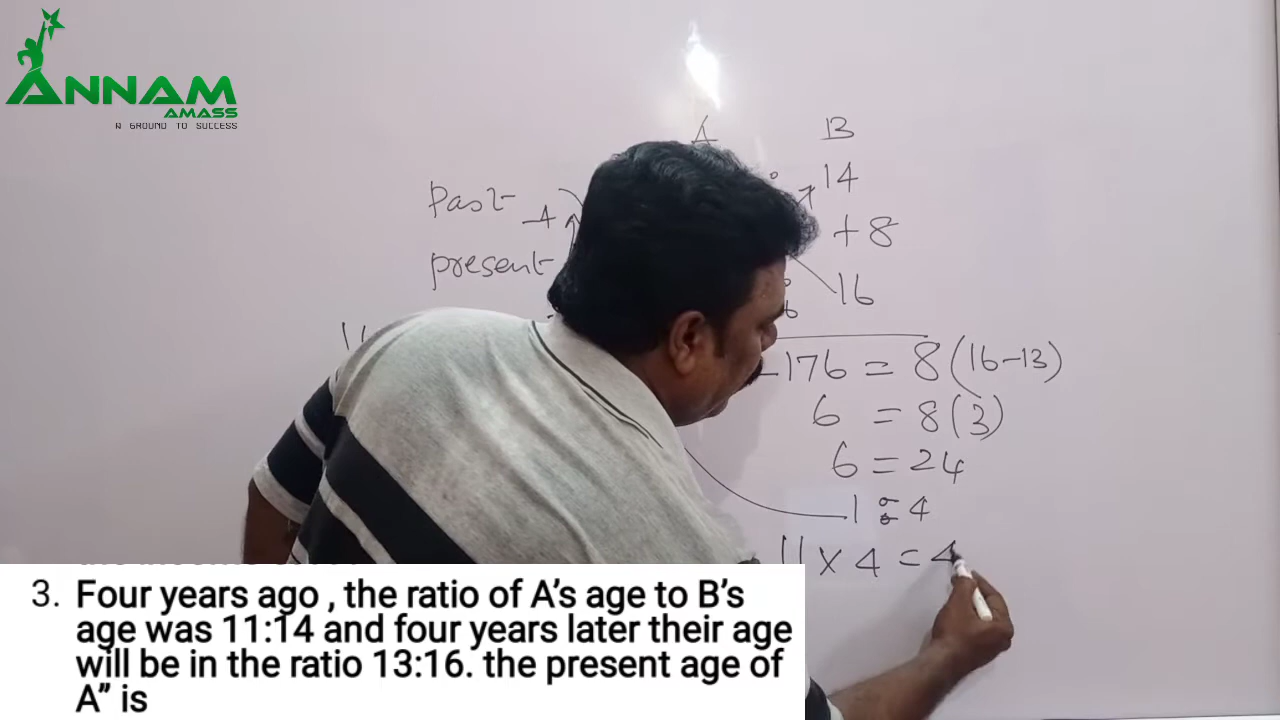 ANNAM
AMASS
A GROUND TO SUCCESS
A B
14
Past -4
+8
present
16
-176 = 8(16-13)
6 = 8(3)
6 = 24
1 : 4
11 × 4 = 4
3. Four years ago , the ratio of A's age to B's
age was 11:14 and four years later their age
will be in the ratio 13:16. the present age of
A” is